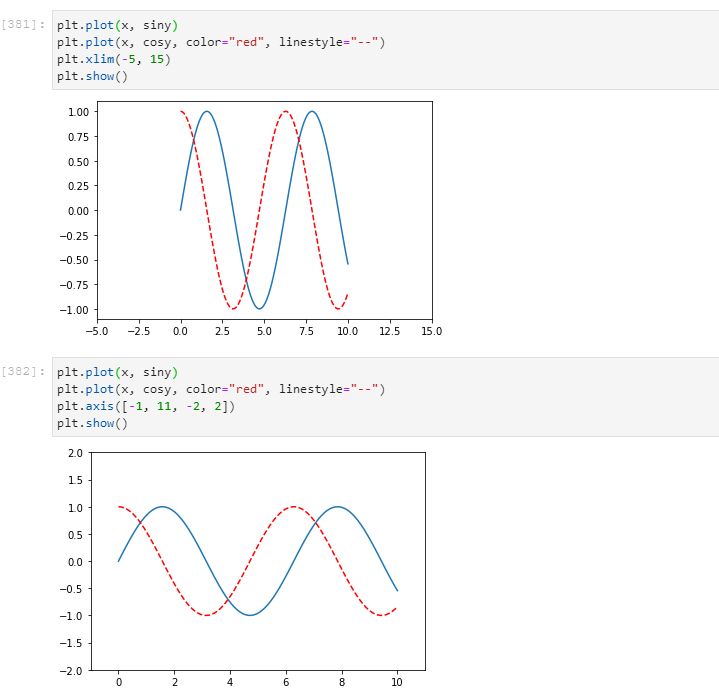 [381]: plt.plot(x, siny)
plt.plot(x, cosy, color="red", linestyle="--")
plt.xlim(-5, 15)
plt.show()
1.00
0.75
0.50
0.25
0.00
−0.25
−0.50
−0.75
−1.00
−5.0 −2.5 0.0 2.5 5.0 7.5 10.0 12.5 15.0
[382]: plt.plot(x, siny)
plt.plot(x, cosy, color="red", linestyle="--")
plt.axis([-1, 11, -2, 2])
plt.show()
2.0
1.5
1.0
0.5
0.0
−0.5
−1.0
−1.5
−2.0
0 2 4 6 8 10